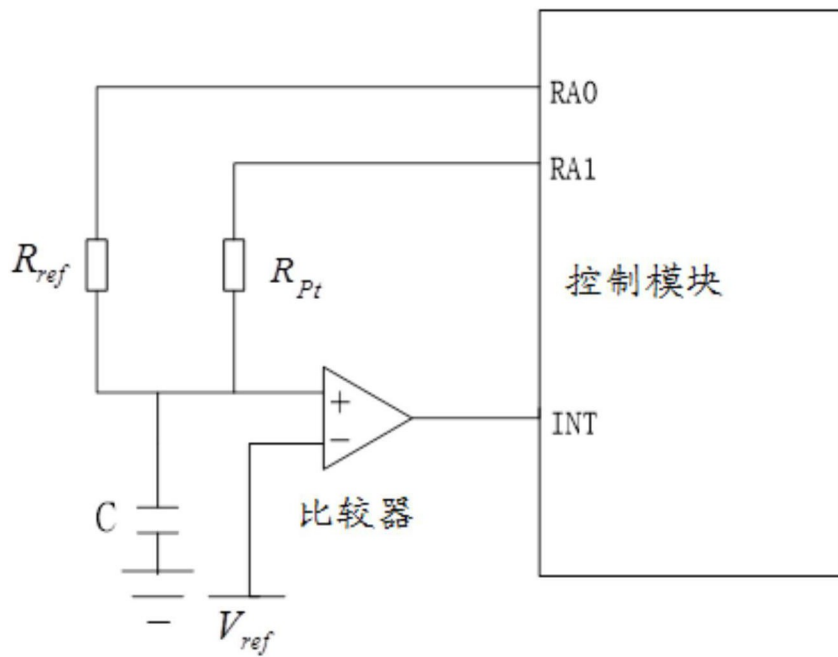 RA0
RA1
R_ref
R_Pt
控制模块
+
−
INT
C
比较器
V_ref